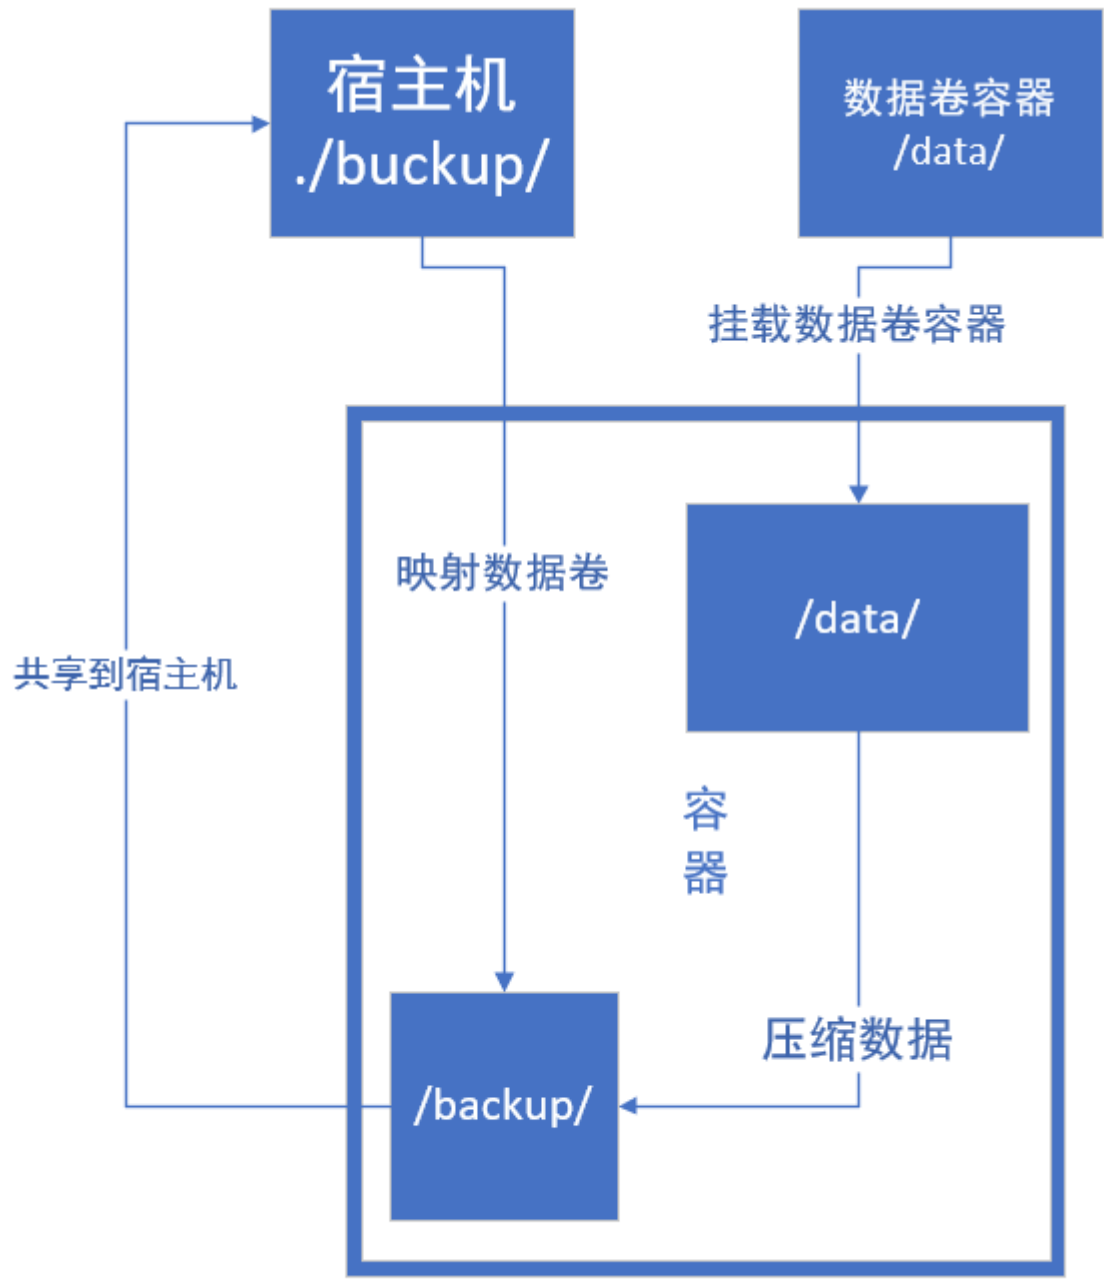 宿主机
./buckup/
数据卷容器
/data/
挂载数据卷容器
映射数据卷
/data/
共享到宿主机
容
器
压缩数据
/backup/